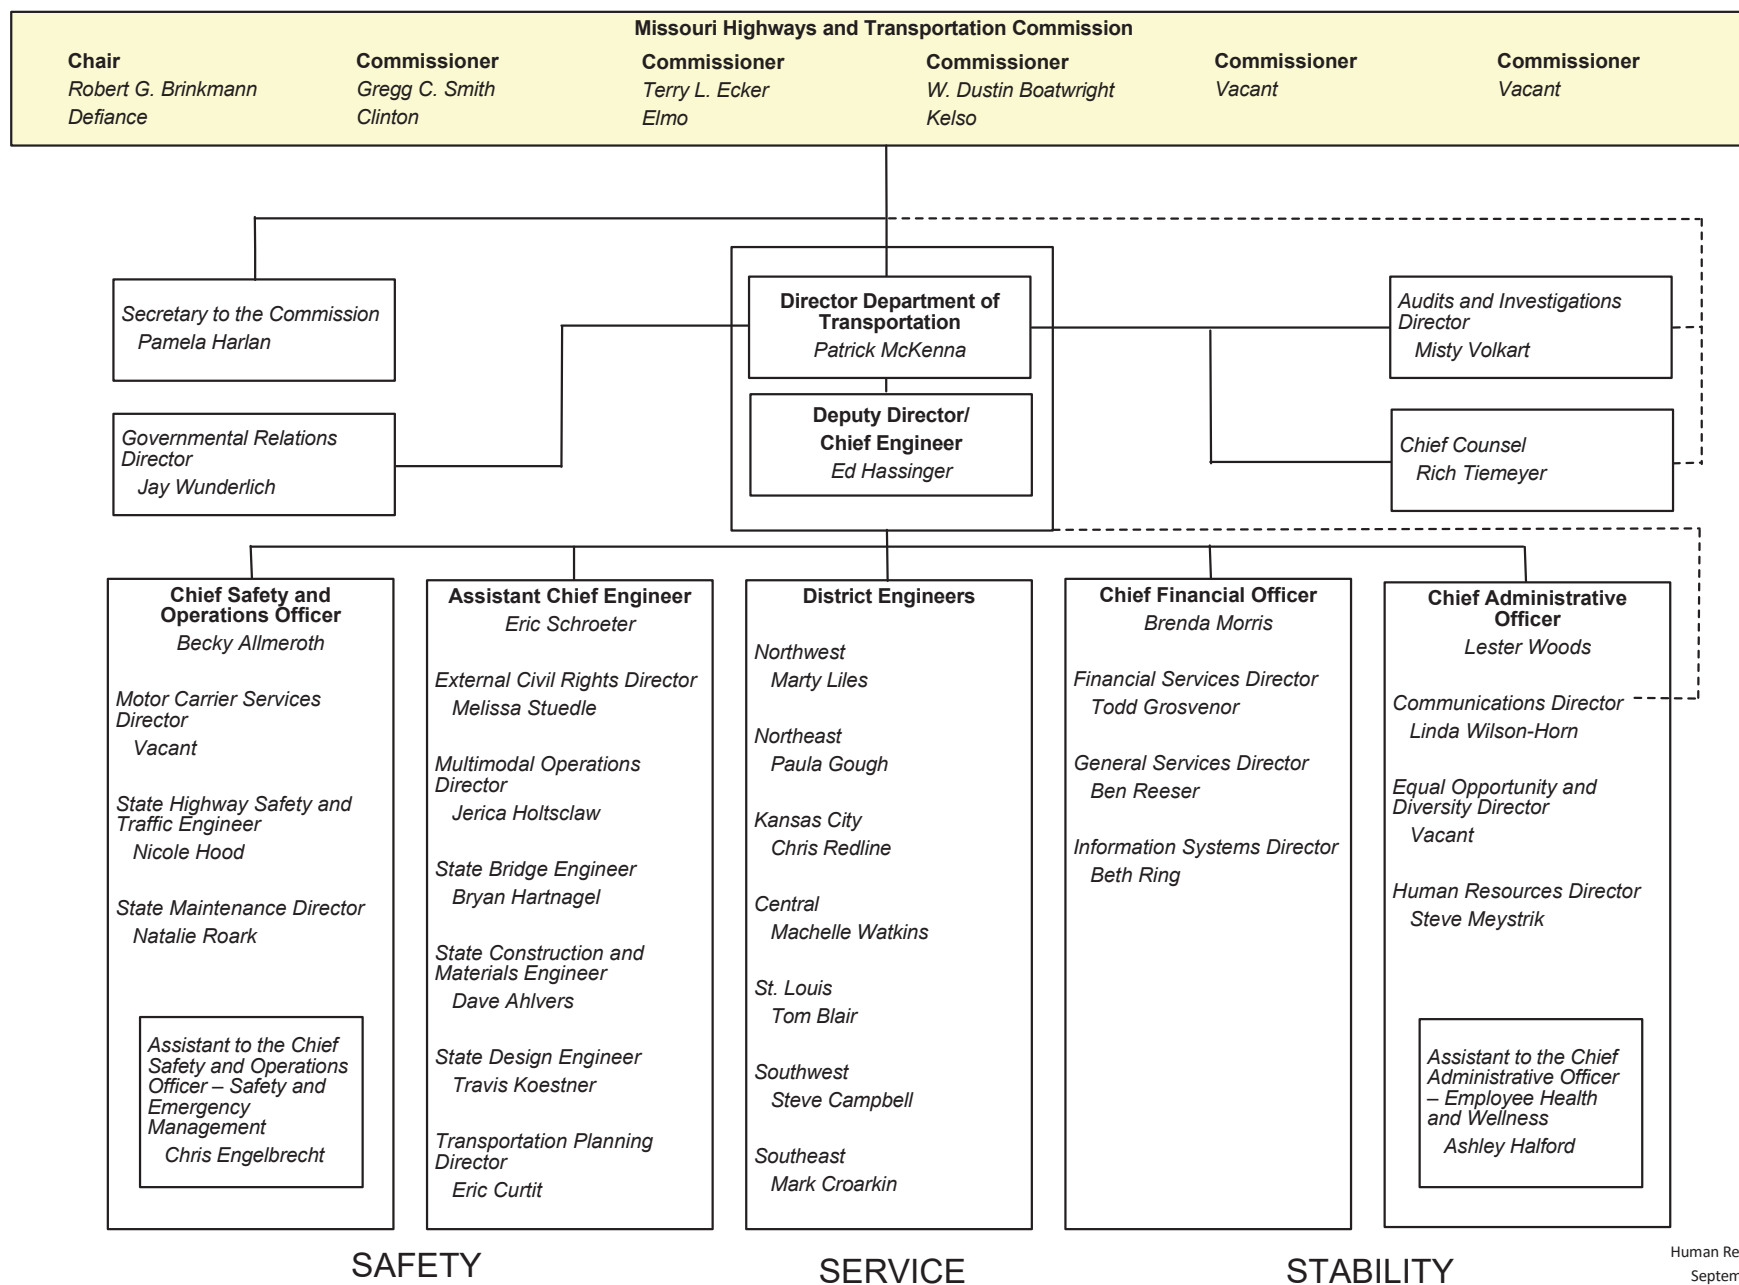 Missouri Highways and Transportation Commission
Chair
Robert G. Brinkmann
Defiance
Commissioner
Gregg C. Smith
Clinton
Commissioner
Terry L. Ecker
Elmo
Commissioner
W. Dustin Boatwright
Kelso
Commissioner
Vacant
Commissioner
Vacant
Secretary to the Commission
Pamela Harlan
Director Department of
Transportation
Patrick McKenna
Audits and Investigations
Director
Misty Volkart
Governmental Relations
Director
Jay Wunderlich
Deputy Director/
Chief Engineer
Ed Hassinger
Chief Counsel
Rich Tiemeyer
Chief Safety and
Operations Officer
Becky Allmeroth
Motor Carrier Services
Director
Vacant
State Highway Safety and
Traffic Engineer
Nicole Hood
State Maintenance Director
Natalie Roark
Assistant to the Chief
Safety and Operations
Officer – Safety and
Emergency
Management
Chris Engelbrecht
Assistant Chief Engineer
Eric Schroeter
External Civil Rights Director
Melissa Stuedle
Multimodal Operations
Director
Jerica Holtsclaw
State Bridge Engineer
Bryan Hartnagel
State Construction and
Materials Engineer
Dave Ahlvers
State Design Engineer
Travis Koestner
Transportation Planning
Director
Eric Curtit
District Engineers
Northwest
Marty Liles
Northeast
Paula Gough
Kansas City
Chris Redline
Central
Machelle Watkins
St. Louis
Tom Blair
Southwest
Steve Campbell
Southeast
Mark Croarkin
Chief Financial Officer
Brenda Morris
Financial Services Director
Todd Grosvenor
General Services Director
Ben Reeser
Information Systems Director
Beth Ring
Chief Administrative
Officer
Lester Woods
Communications Director
Linda Wilson-Horn
Equal Opportunity and
Diversity Director
Vacant
Human Resources Director
Steve Meystrik
Assistant to the Chief
Administrative Officer
– Employee Health
and Wellness
Ashley Halford
SAFETY
SERVICE
STABILITY
Human Re
Septem